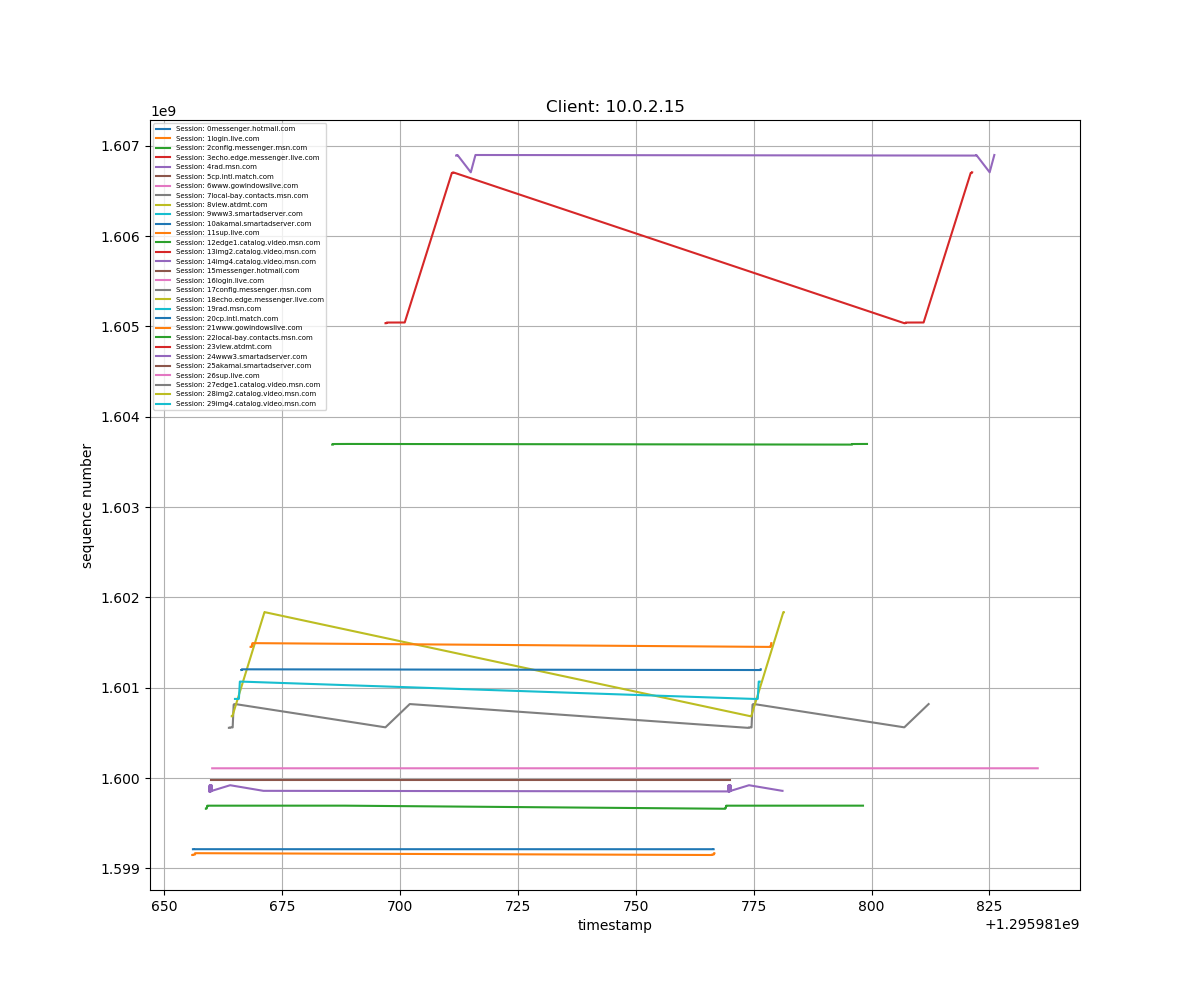 Client: 10.0.2.15
1e9
Session: 0messenger.hotmail.com
Session: 1login.live.com
Session: 2config.messenger.msn.com
Session: 3echo.edge.messenger.live.com
Session: 4rad.msn.com
Session: 5cp.intl.match.com
Session: 6www.gowindowslive.com
Session: 7local-bay.contacts.msn.com
Session: 8view.atdmt.com
Session: 9www3.smartadserver.com
Session: 10akamai.smartadserver.com
Session: 11sup.live.com
Session: 12edge1.catalog.video.msn.com
Session: 13img2.catalog.video.msn.com
Session: 14img4.catalog.video.msn.com
Session: 15messenger.hotmail.com
Session: 16login.live.com
Session: 17config.messenger.msn.com
Session: 18echo.edge.messenger.live.com
Session: 19rad.msn.com
Session: 20cp.intl.match.com
Session: 21www.gowindowslive.com
Session: 22local-bay.contacts.msn.com
Session: 23view.atdmt.com
Session: 24www3.smartadserver.com
Session: 25akamai.smartadserver.com
Session: 26sup.live.com
Session: 27edge1.catalog.video.msn.com
Session: 28img2.catalog.video.msn.com
Session: 29img4.catalog.video.msn.com
1.607
1.606
1.605
1.604
1.603
1.602
1.601
1.600
1.599
sequence number
650 675 700 725 750 775 800 825
timestamp
+1.295981e9